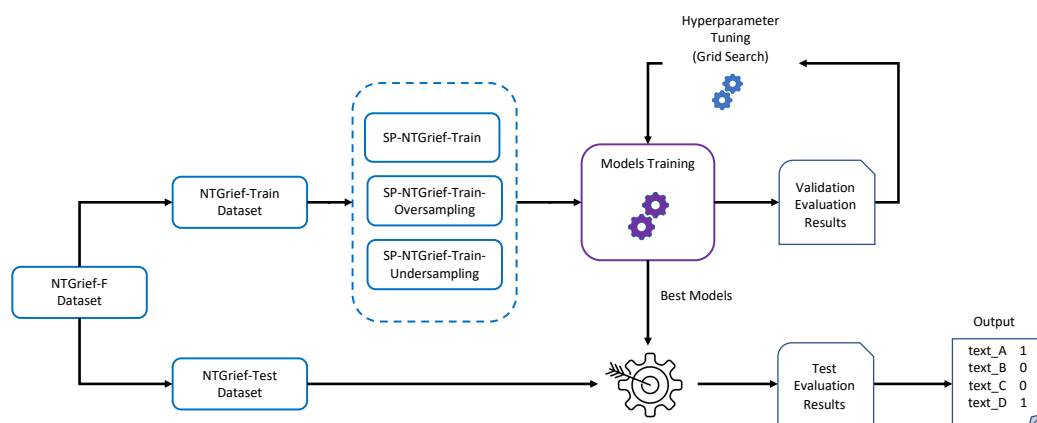 Hyperparameter
Tuning
(Grid Search)
SP-NTGrief-Train
Models Training
NTGrief-Train
Dataset
SP-NTGrief-Train-
Oversampling
Validation
Evaluation
Results
SP-NTGrief-Train-
Undersampling
NTGrief-F
Dataset
Best Models
Output
NTGrief-Test
Dataset
Test
Evaluation
Results
text_A 1
text_B 0
text_C 0
text_D 1